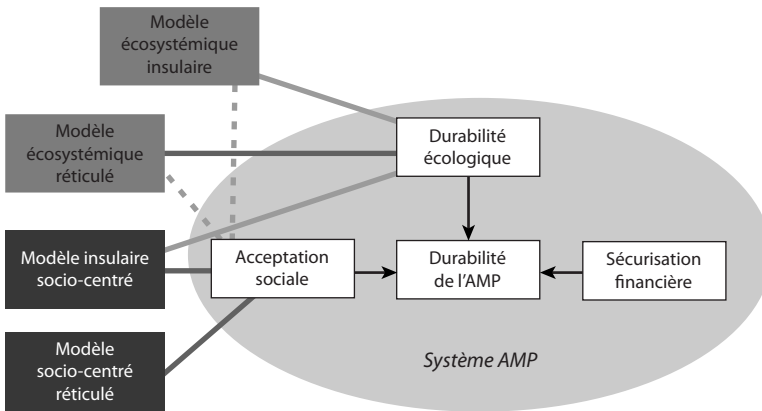 Modèle
écosystémique
insulaire
Modèle
écosystémique
réticulé
Durabilité
écologique
Modèle insulaire
socio-centré
Acceptation
sociale
Durabilité
de l'AMP
Sécurisation
financière
Modèle
socio-centré
réticulé
Système AMP